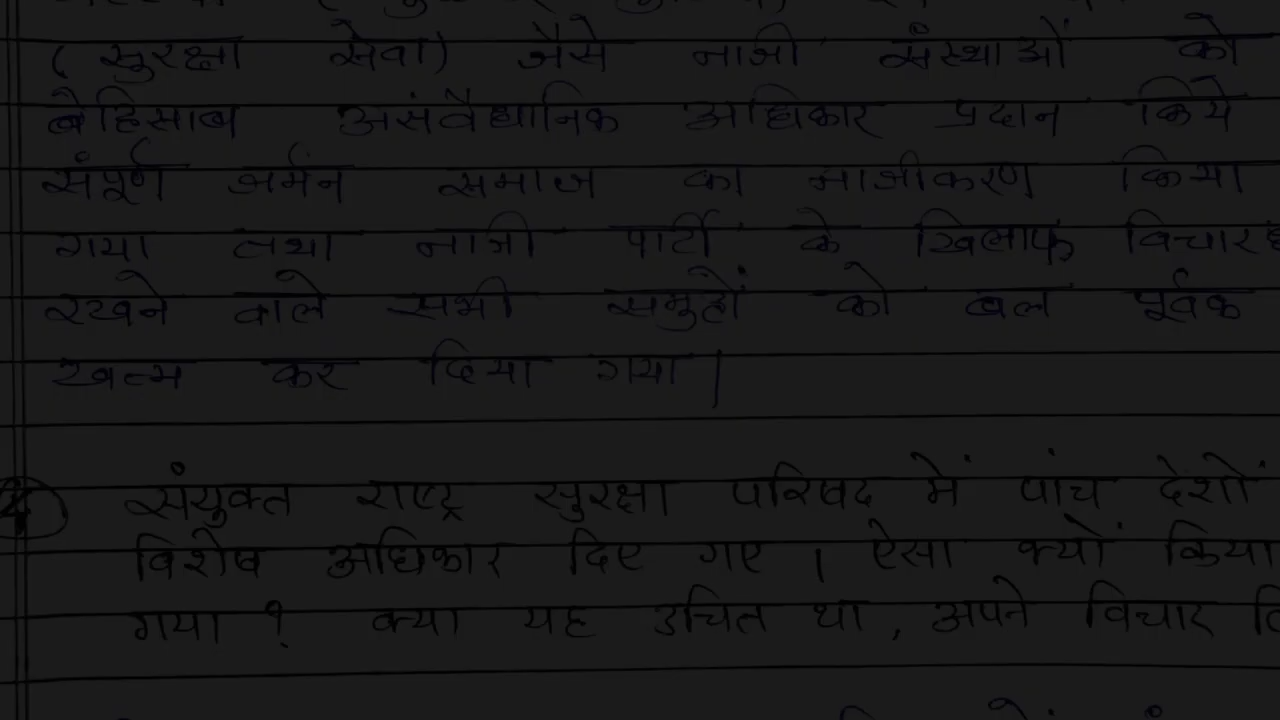 ( सुरक्षा सेवा) जैसे नाजी संस्थाओं को
बेहिसाब असंवैधानिक अधिकार प्रदान किये
संपूर्ण जर्मन समाज का नाजीकरण किया
गया तथा नाजी पार्टी के खिलाफ विचार
रखने वाले सभी समुहों को बल पूर्वक
खत्म कर दिया गया |
4 संयुक्त राष्ट्र सुरक्षा परिषद में पांच देशों
विशेष अधिकार दिए गए । ऐसा क्यों किया
गया ? क्या यह उचित था , अपने विचार